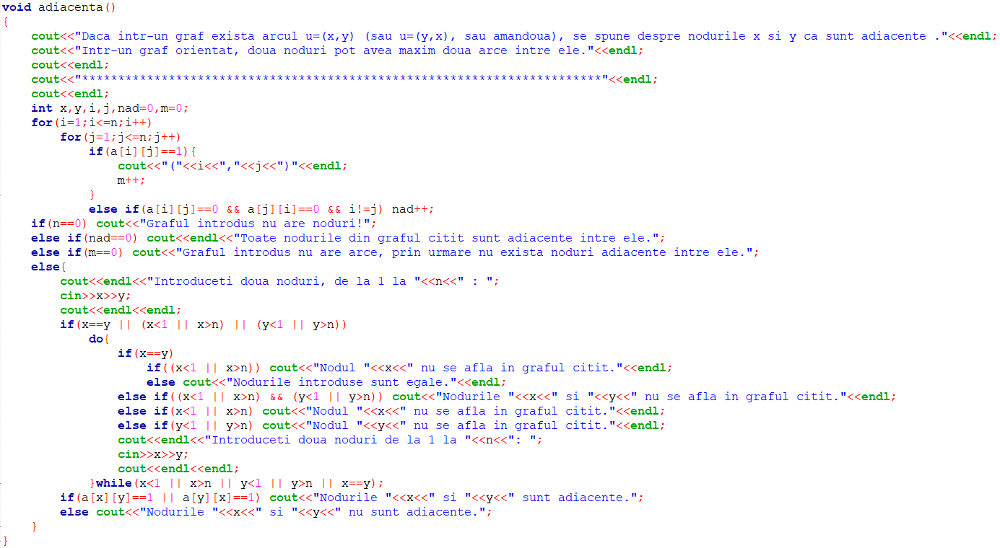 void adiacenta()
{
    cout<<"Daca intr-un graf exista arcul u=(x,y) (sau u=(y,x), sau amandoua), se spune despre nodurile x si y ca sunt adiacente ."<<endl;
    cout<<"Intr-un graf orientat, doua noduri pot avea maxim doua arce intre ele."<<endl;
    cout<<endl;
    cout<<"************************************************************************"<<endl;
    cout<<endl;
    int x,y,i,j,nad=0,m=0;
    for(i=1;i<=n;i++)
        for(j=1;j<=n;j++)
            if(a[i][j]==1){
                cout<<"("<<i<<","<<j<<")"<<endl;
                m++;
            }
            else if(a[i][j]==0 && a[j][i]==0 && i!=j) nad++;
    if(n==0) cout<<"Graful introdus nu are noduri!";
    else if(nad==0) cout<<endl<<"Toate nodurile din graful citit sunt adiacente intre ele.";
    else if(m==0) cout<<"Graful introdus nu are arce, prin urmare nu exista noduri adiacente intre ele.";
    else{
        cout<<endl<<"Introduceti doua noduri, de la 1 la "<<n<<" : ";
        cin>>x>>y;
        cout<<endl<<endl;
        if(x==y || (x<1 || x>n) || (y<1 || y>n))
            do{
                if(x==y)
                    if((x<1 || x>n)) cout<<"Nodul "<<x<<" nu se afla in graful citit."<<endl;
                    else cout<<"Nodurile introduse sunt egale."<<endl;
                else if((x<1 || x>n) && (y<1 || y>n)) cout<<"Nodurile "<<x<<" si "<<y<<" nu se afla in graful citit."<<endl;
                else if(x<1 || x>n) cout<<"Nodul "<<x<<" nu se afla in graful citit."<<endl;
                else if(y<1 || y>n) cout<<"Nodul "<<y<<" nu se afla in graful citit."<<endl;
                cout<<endl<<"Introduceti doua noduri de la 1 la "<<n<<": ";
                cin>>x>>y;
                cout<<endl<<endl;
            }while(x<1 || x>n || y<1 || y>n || x==y);
        if(a[x][y]==1 || a[y][x]==1) cout<<"Nodurile "<<x<<" si "<<y<<" sunt adiacente.";
        else cout<<"Nodurile "<<x<<" si "<<y<<" nu sunt adiacente.";
    }
}